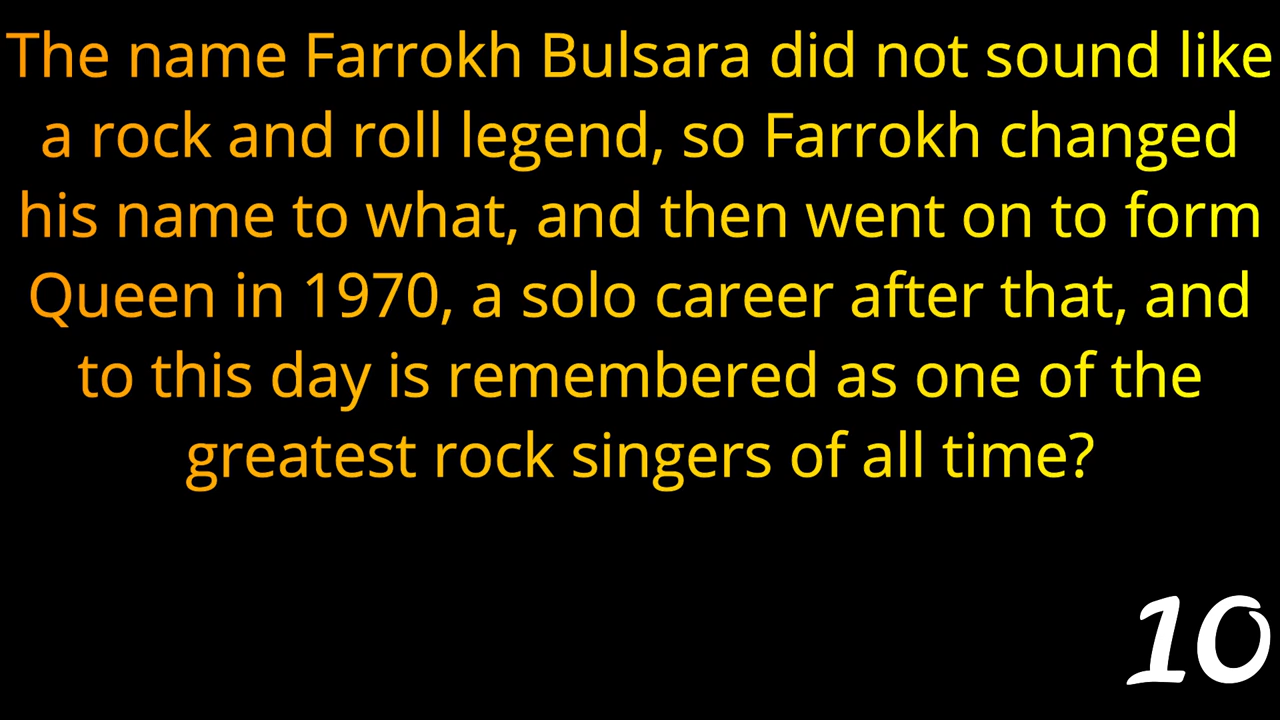 The name Farrokh Bulsara did not sound like
a rock and roll legend, so Farrokh changed
his name to what, and then went on to form
Queen in 1970, a solo career after that, and
to this day is remembered as one of the
greatest rock singers of all time?
10